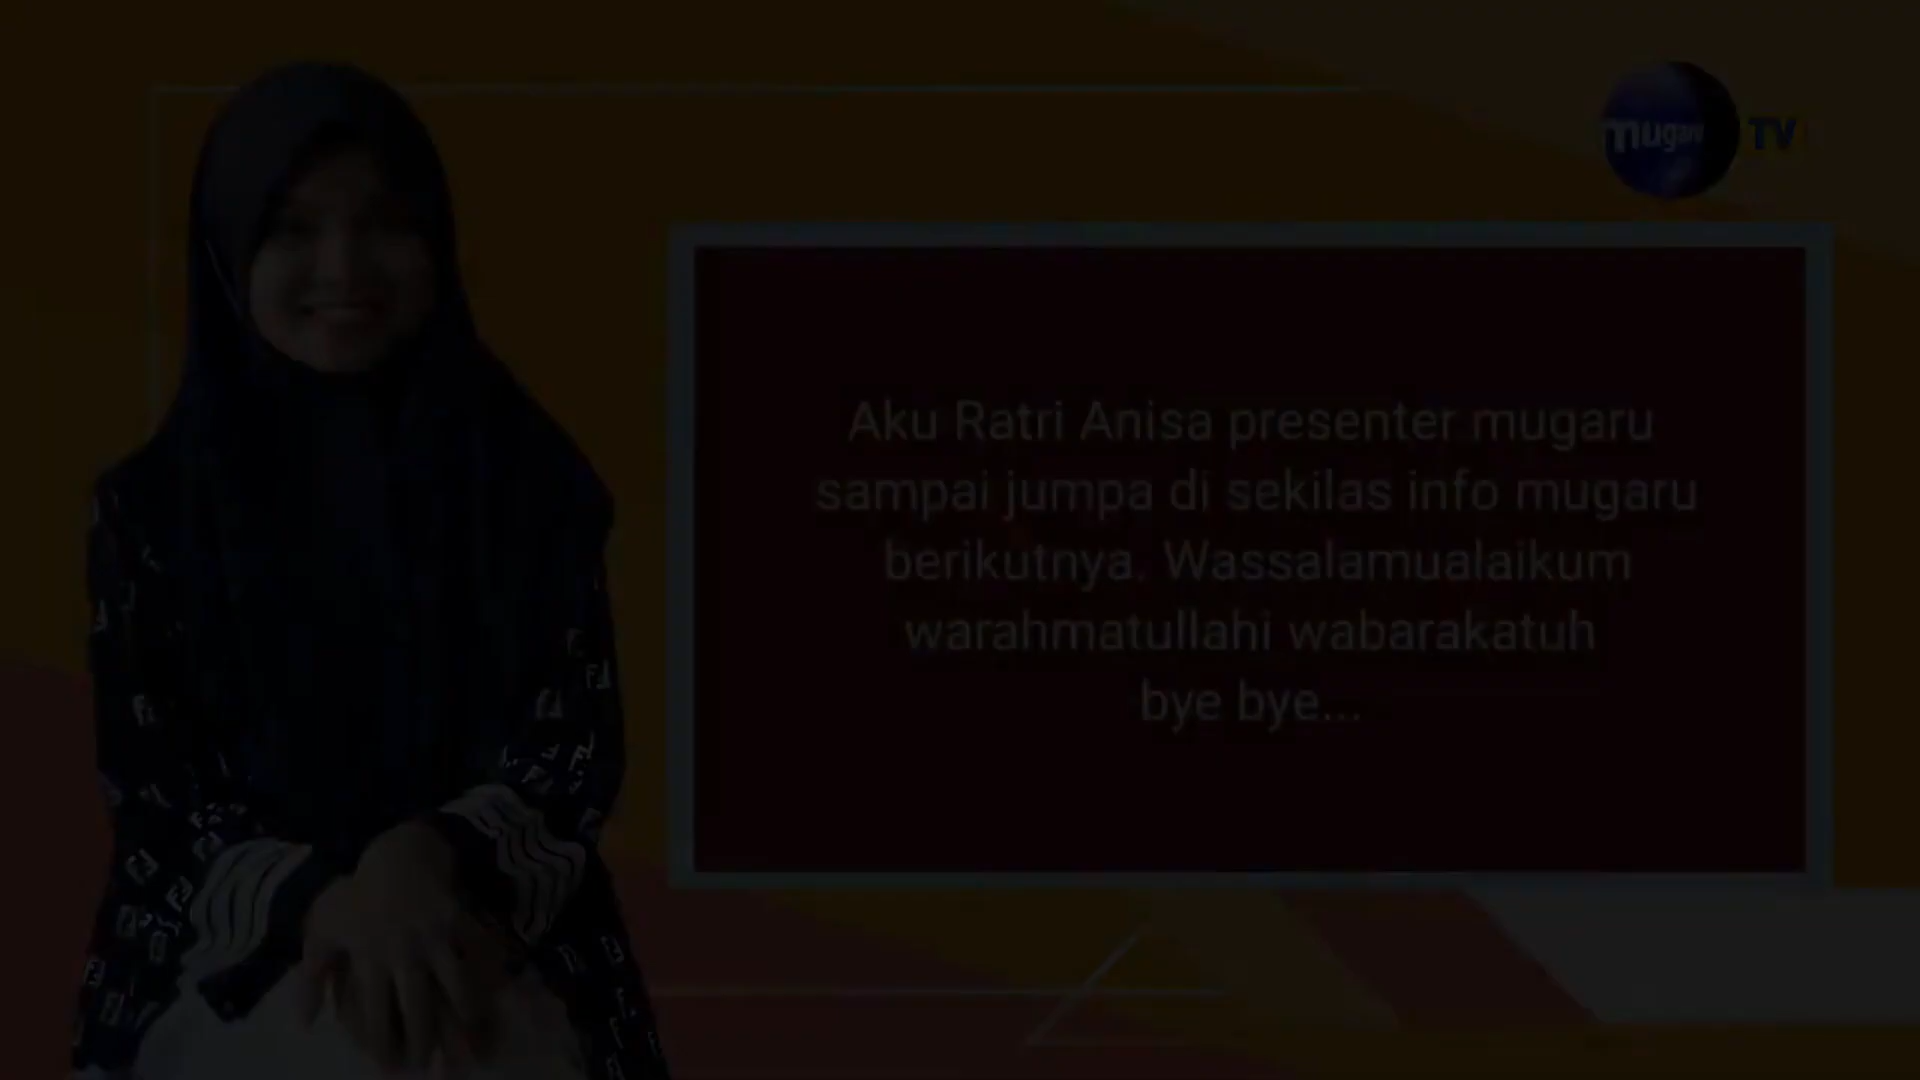 mugaru TV
Aku Ratri Anisa presenter mugaru
sampai jumpa di sekilas info mugaru
berikutnya. Wassalamualaikum
warahmatullahi wabarakatuh
bye bye...